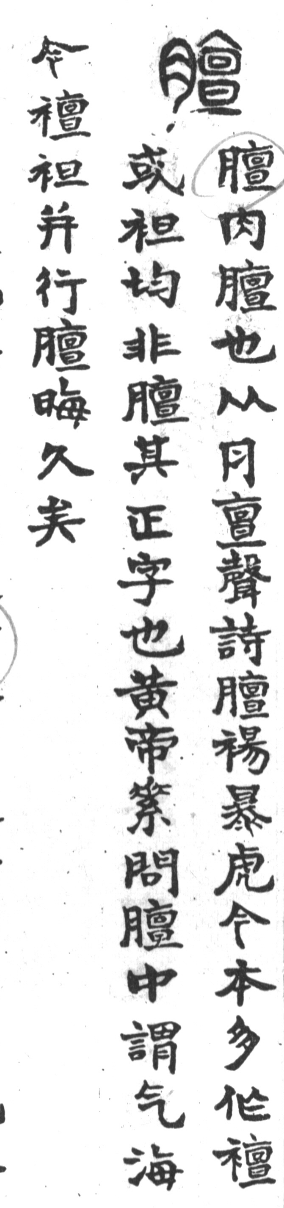 膻
膻肉膻也从月亶聲詩膻裼暴虎今本多作襢
或袒均非膻其正字也黃帝素問膻中謂气海
今襢袒并行膻晦久矣